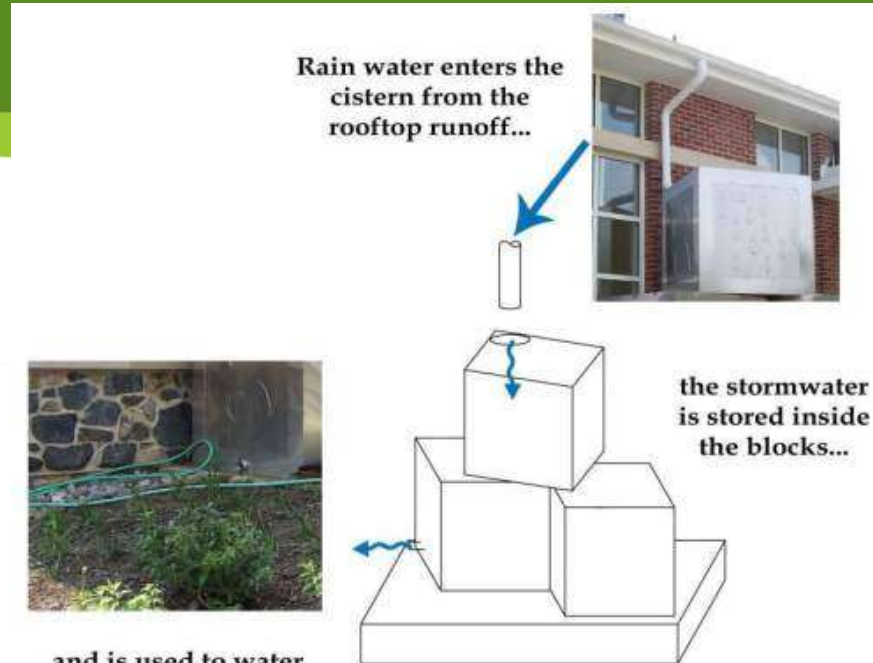 Rain water enters the
cistern from the
rooftop runoff...
the stormwater
is stored inside
the blocks...
and is used to water